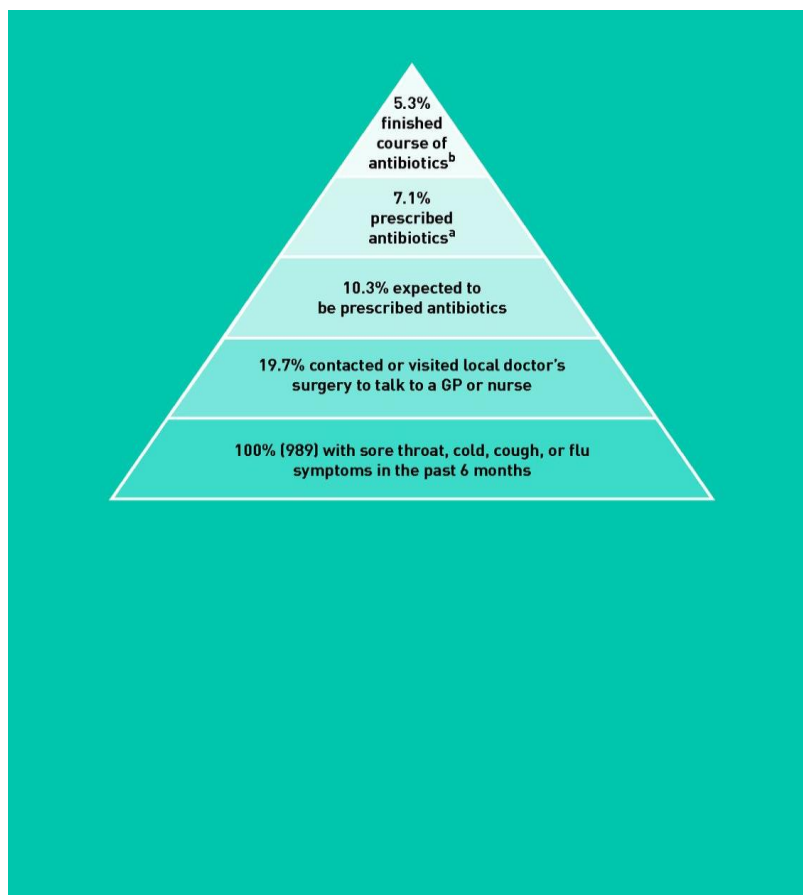 5.3%
finished
course of
antibioticsᵇ
7.1%
prescribed
antibioticsᵃ
10.3% expected to
be prescribed antibiotics
19.7% contacted or visited local doctor’s
surgery to talk to a GP or nurse
100% (989) with sore throat, cold, cough, or flu
symptoms in the past 6 months